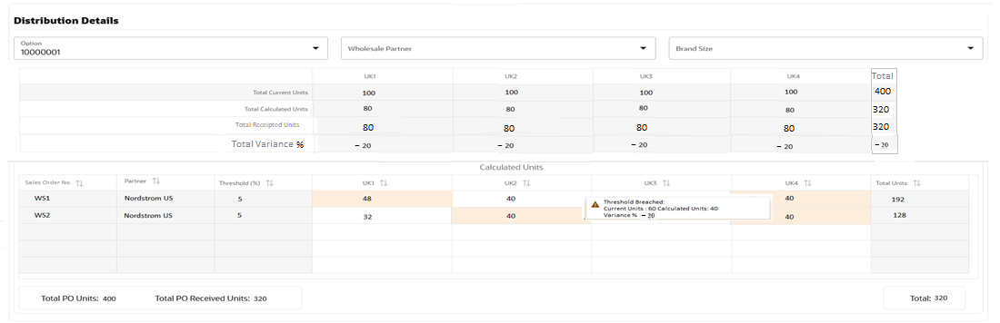 Distribution Details
Option
10000001
Wholesale Partner
Brand Size
UK1 UK2 UK3 UK4 Total
Total Current Units 100 100 100 100 400
Total Calculated Units 80 80 80 80 320
Total Receipted Units 80 80 80 80 320
Total Variance % – 20 – 20 – 20 – 20 – 20
Calculated Units
Sales Order No. Partner Threshold (%) UK1 UK2 UK3 UK4 Total Units
WS1 Nordstrom US 5 48 40 40 192
WS2 Nordstrom US 5 32 40 40 128
Threshold Breached:
Current Units : 60 Calculated Units: 40
Variance % – 20
Total PO Units: 400 Total PO Received Units: 320 Total: 320